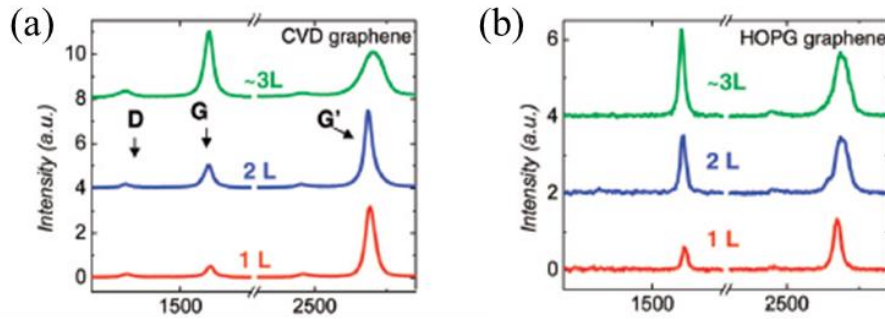 (a)
CVD graphene
10
8
6
4
2
0
Intensity (a.u.)
~3L
D
G
G'
2 L
1 L
1500
2500
(b)
HOPG graphene
6
4
2
0
Intensity (a.u.)
~3L
2 L
1 L
1500
2500